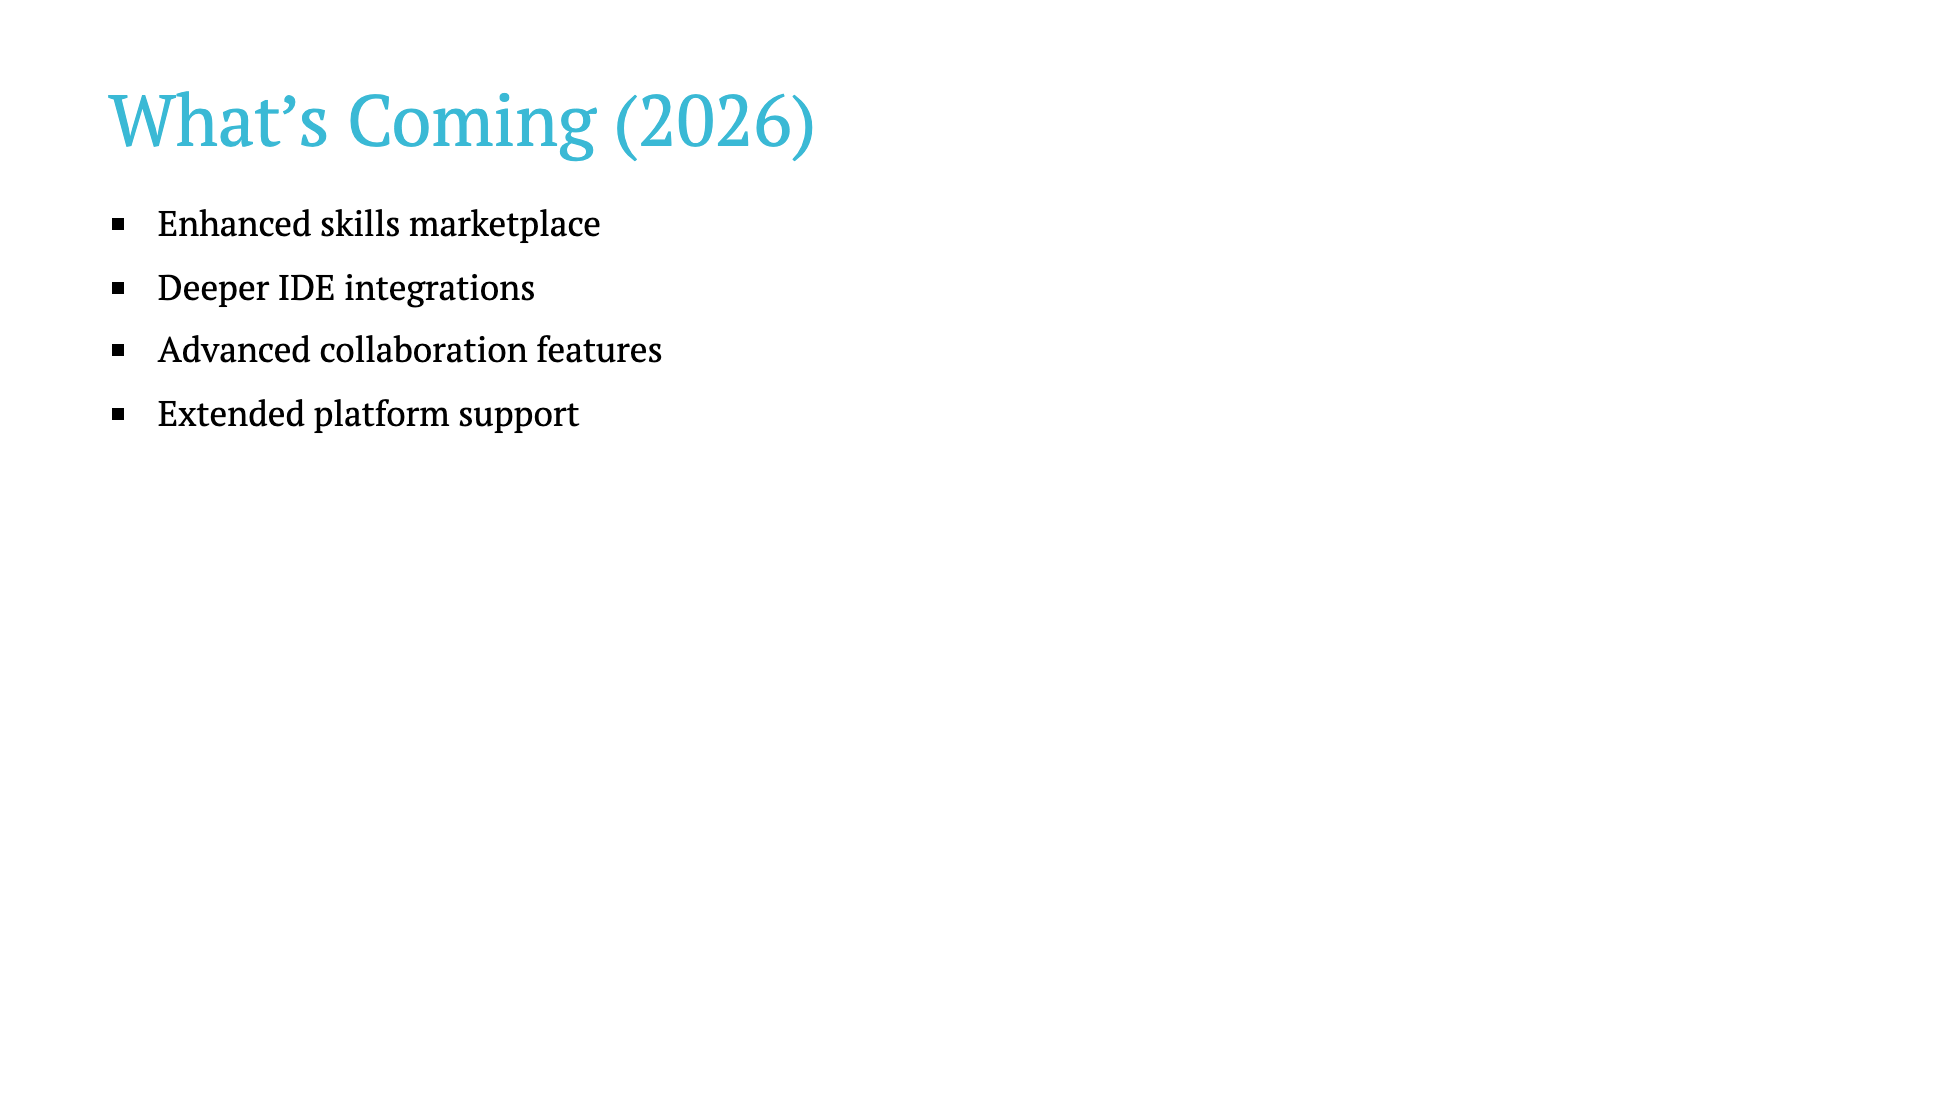 What’s Coming (2026)
▪ Enhanced skills marketplace
▪ Deeper IDE integrations
▪ Advanced collaboration features
▪ Extended platform support